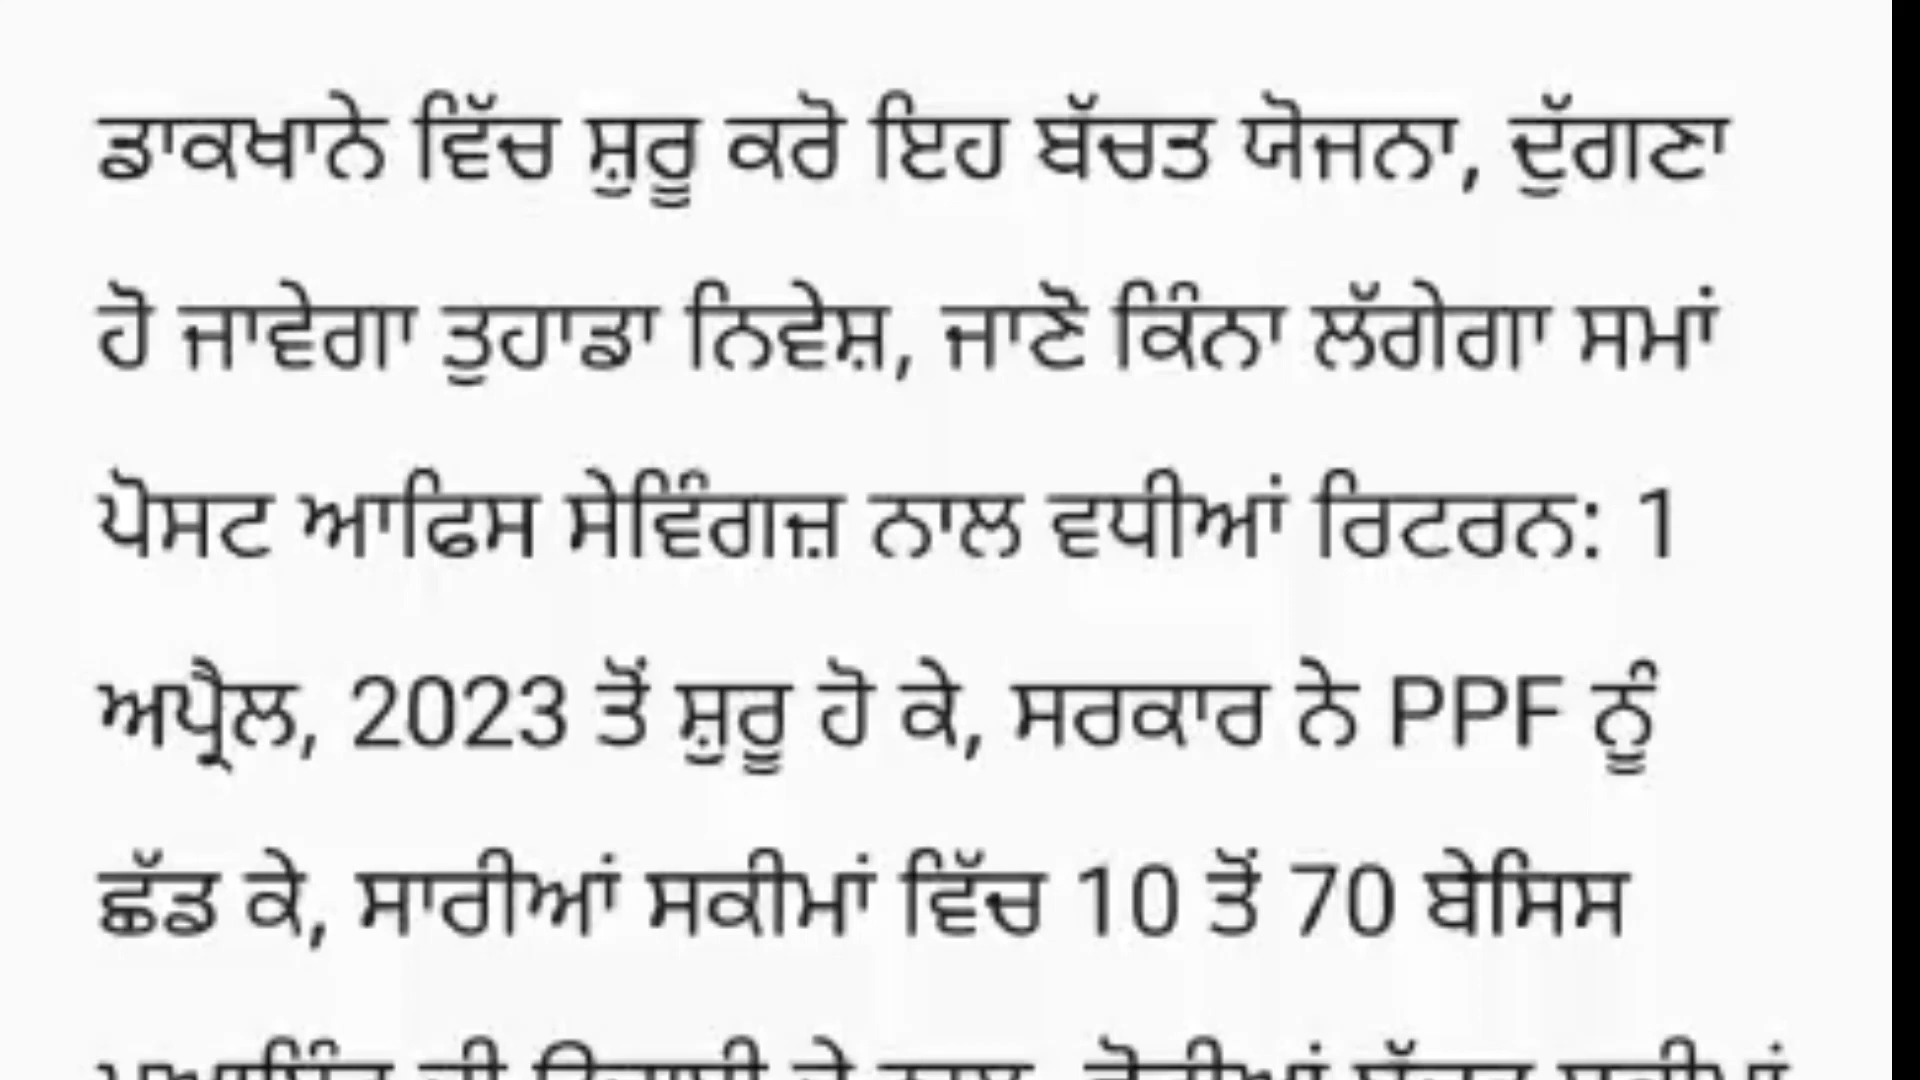 ਡਾਕਖਾਨੇ ਵਿੱਚ ਸ਼ੁਰੂ ਕਰੋ ਇਹ ਬੱਚਤ ਯੋਜਨਾ, ਦੁੱਗਣਾ
ਹੋ ਜਾਵੇਗਾ ਤੁਹਾਡਾ ਨਿਵੇਸ਼, ਜਾਣੋ ਕਿੰਨਾ ਲੱਗੇਗਾ ਸਮਾਂ
ਪੋਸਟ ਆਫਿਸ ਸੇਵਿੰਗਜ਼ ਨਾਲ ਵਧੀਆਂ ਰਿਟਰਨ: 1
ਅਪ੍ਰੈਲ, 2023 ਤੋਂ ਸ਼ੁਰੂ ਹੋ ਕੇ, ਸਰਕਾਰ ਨੇ PPF ਨੂੰ
ਛੱਡ ਕੇ, ਸਾਰੀਆਂ ਸਕੀਮਾਂ ਵਿੱਚ 10 ਤੋਂ 70 ਬੇਸਿਸ